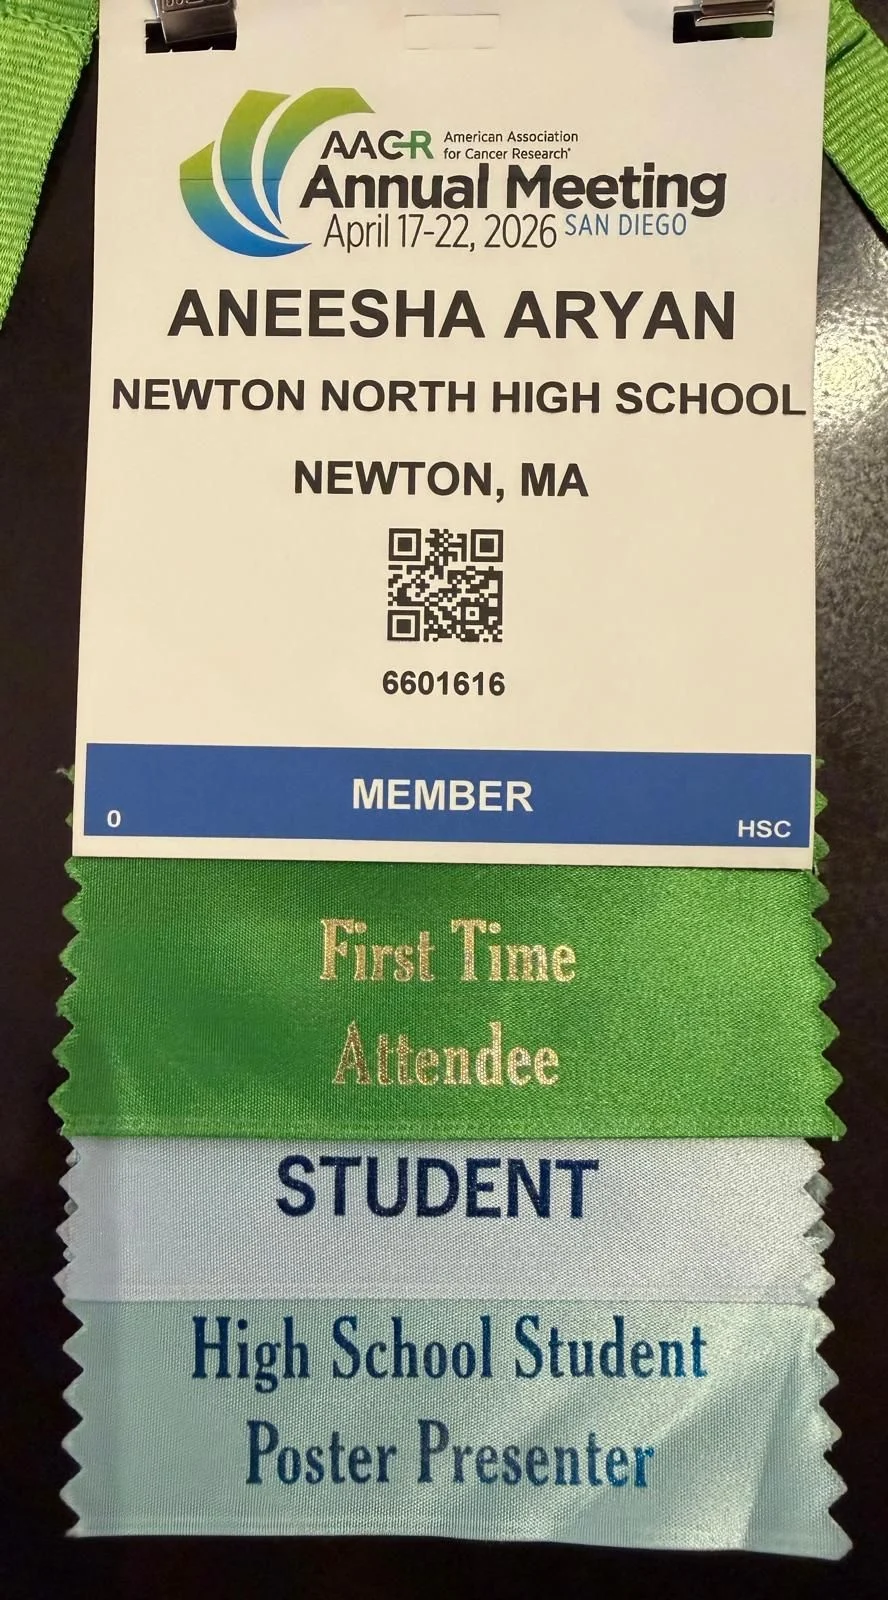 AACR American Association
for Cancer Research®
Annual Meeting
April 17-22, 2026 SAN DIEGO
ANEESHA ARYAN
NEWTON NORTH HIGH SCHOOL
NEWTON, MA
6601616
MEMBER
0 HSC
First Time
Attendee
STUDENT
High School Student
Poster Presenter